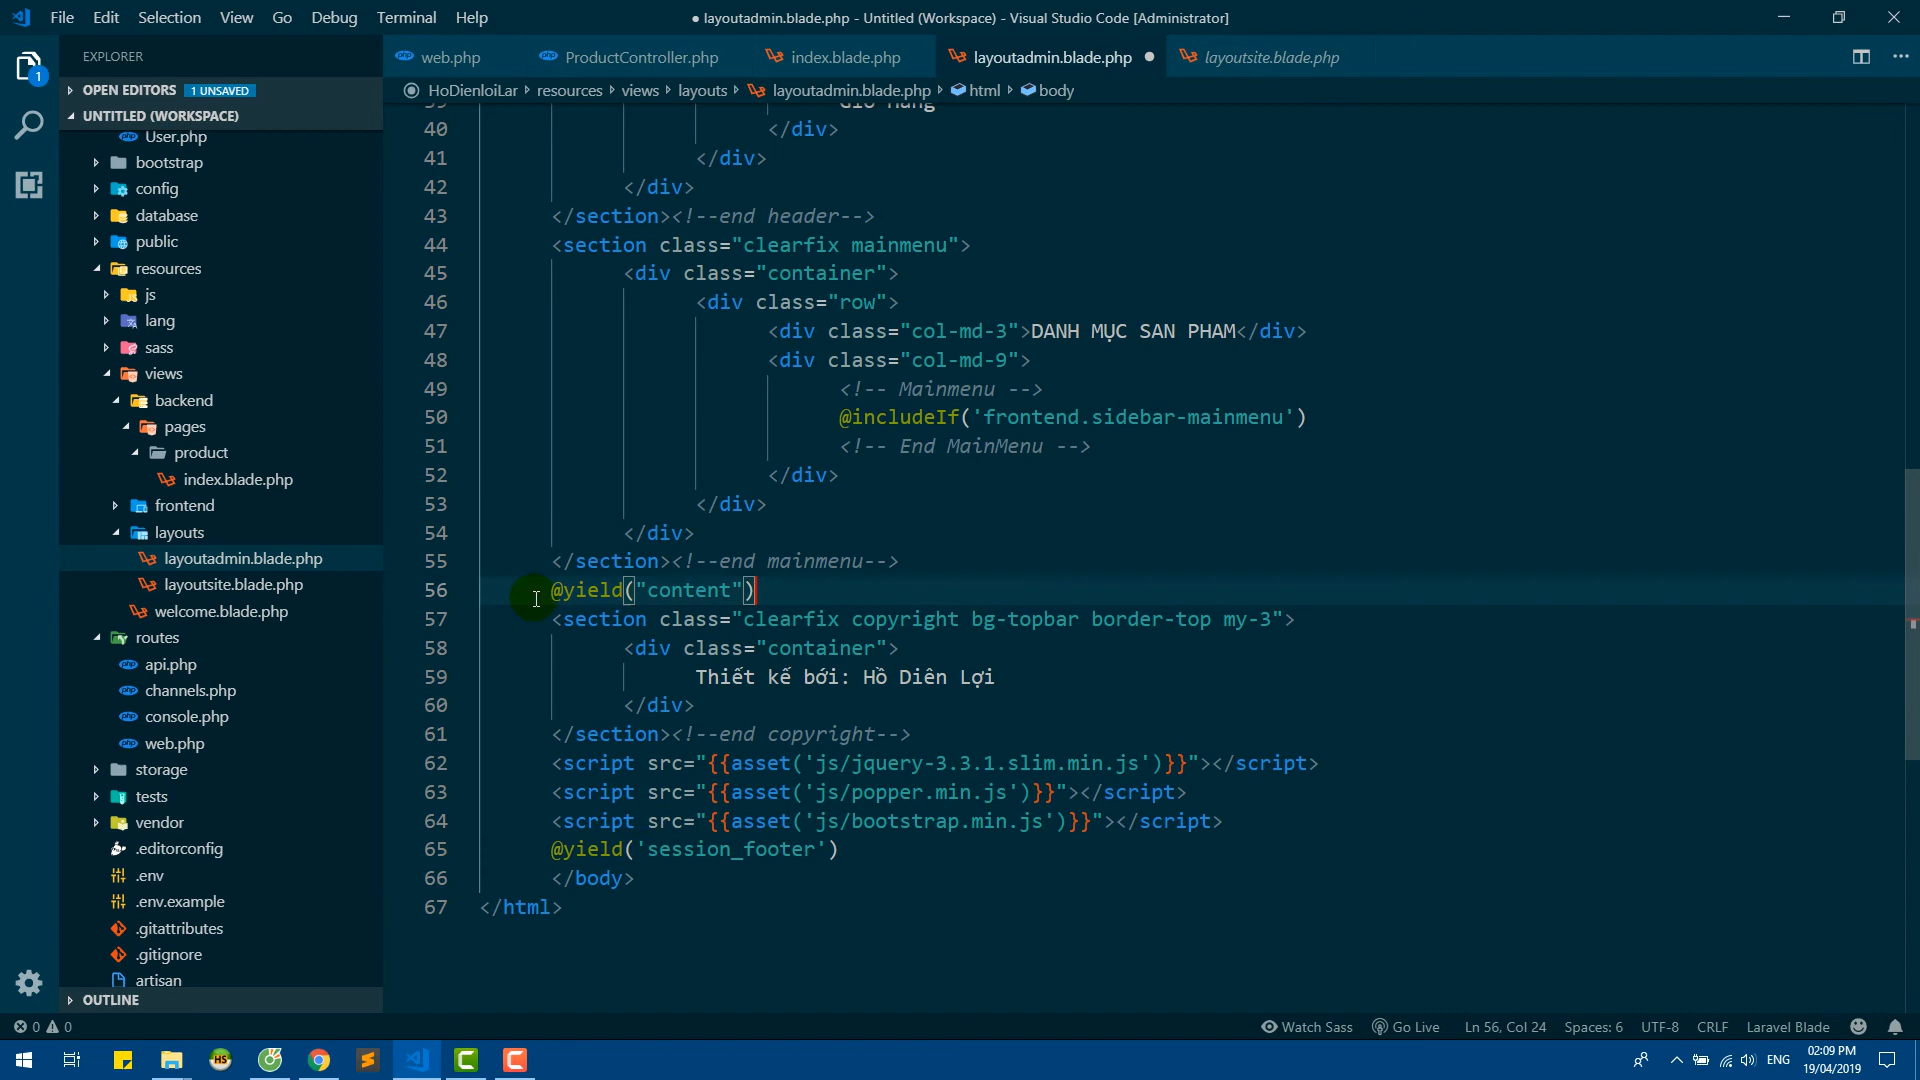 File Edit Selection View Go Debug Terminal Help
● layoutadmin.blade.php - Untitled (Workspace) - Visual Studio Code [Administrator]
EXPLORER
web.php
ProductController.php
index.blade.php
layoutadmin.blade.php
layoutsite.blade.php
1
OPEN EDITORS 1 UNSAVED
UNTITLED (WORKSPACE)
User.php
bootstrap
config
database
public
resources
js
lang
sass
views
backend
pages
product
index.blade.php
frontend
layouts
layoutadmin.blade.php
layoutsite.blade.php
welcome.blade.php
routes
api.php
channels.php
console.php
web.php
storage
tests
vendor
.editorconfig
.env
.env.example
.gitattributes
.gitignore
artisan
OUTLINE
HoDienloiLar resources views layouts layoutadmin.blade.php html body
40 </div>
41 </div>
42 </div>
43 </section><!--end header-->
44 <section class="clearfix mainmenu">
45 <div class="container">
46 <div class="row">
47 <div class="col-md-3">DANH MỤC SAN PHAM</div>
48 <div class="col-md-9">
49 <!-- Mainmenu -->
50 @includeIf('frontend.sidebar-mainmenu')
51 <!-- End MainMenu -->
52 </div>
53 </div>
54 </div>
55 </section><!--end mainmenu-->
56 @yield("content")
57 <section class="clearfix copyright bg-topbar border-top my-3">
58 <div class="container">
59 Thiết kế bới: Hồ Diên Lợi
60 </div>
61 </section><!--end copyright-->
62 <script src="{{asset('js/jquery-3.3.1.slim.min.js')}}"></script>
63 <script src="{{asset('js/popper.min.js')}}"></script>
64 <script src="{{asset('js/bootstrap.min.js')}}"></script>
65 @yield('session_footer')
66 </body>
67 </html>
0 0
Watch Sass Go Live Ln 56, Col 24 Spaces: 6 UTF-8 CRLF Laravel Blade
HS
ENG
02:09 PM
19/04/2019